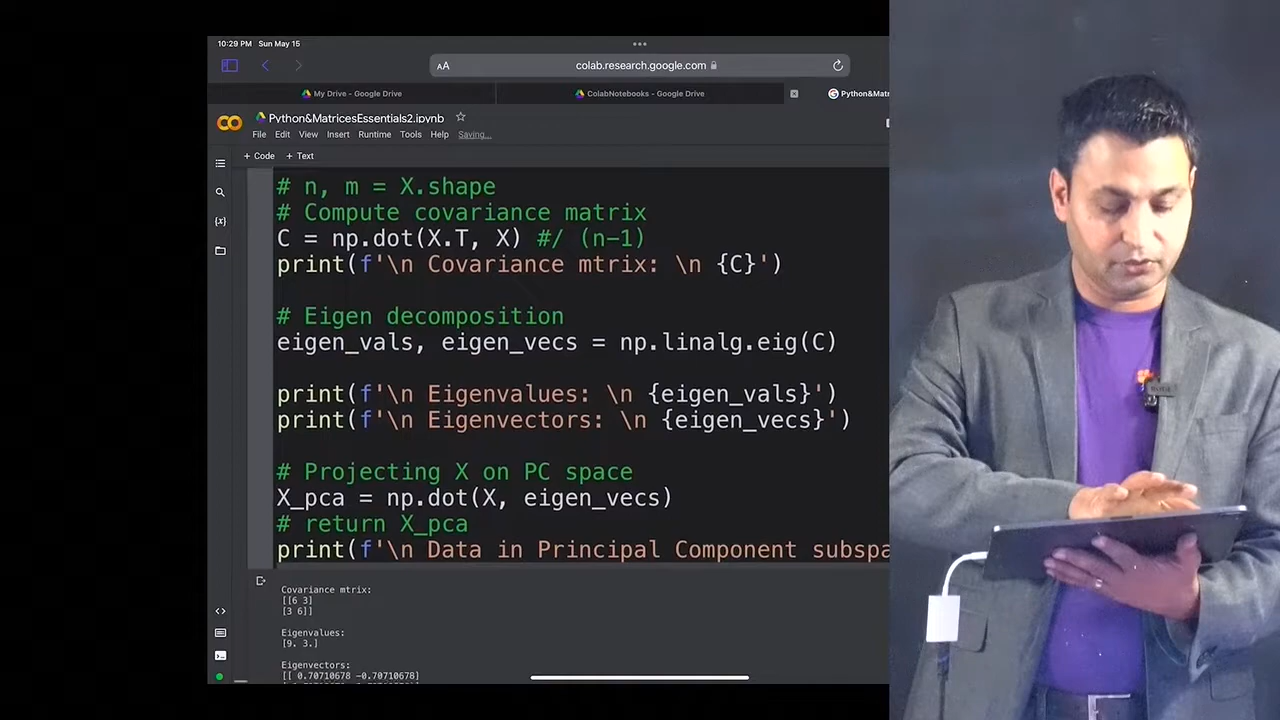 10:29 PM Sun May 15
AA colab.research.google.com
My Drive - Google Drive
ColabNotebooks - Google Drive
Python&Matr
Python&MatricesEssentials2.ipynb
File Edit View Insert Runtime Tools Help Saving...
+ Code + Text
# n, m = X.shape
# Compute covariance matrix
C = np.dot(X.T, X) #/ (n-1)
print(f'\n Covariance mtrix: \n {C}')
# Eigen decomposition
eigen_vals, eigen_vecs = np.linalg.eig(C)
print(f'\n Eigenvalues: \n {eigen_vals}')
print(f'\n Eigenvectors: \n {eigen_vecs}')
# Projecting X on PC space
X_pca = np.dot(X, eigen_vecs)
# return X_pca
print(f'\n Data in Principal Component subspa
Covariance mtrix:
[[6 3]
[3 6]]
Eigenvalues:
[9. 3.]
Eigenvectors:
[[ 0.70710678 -0.70710678]